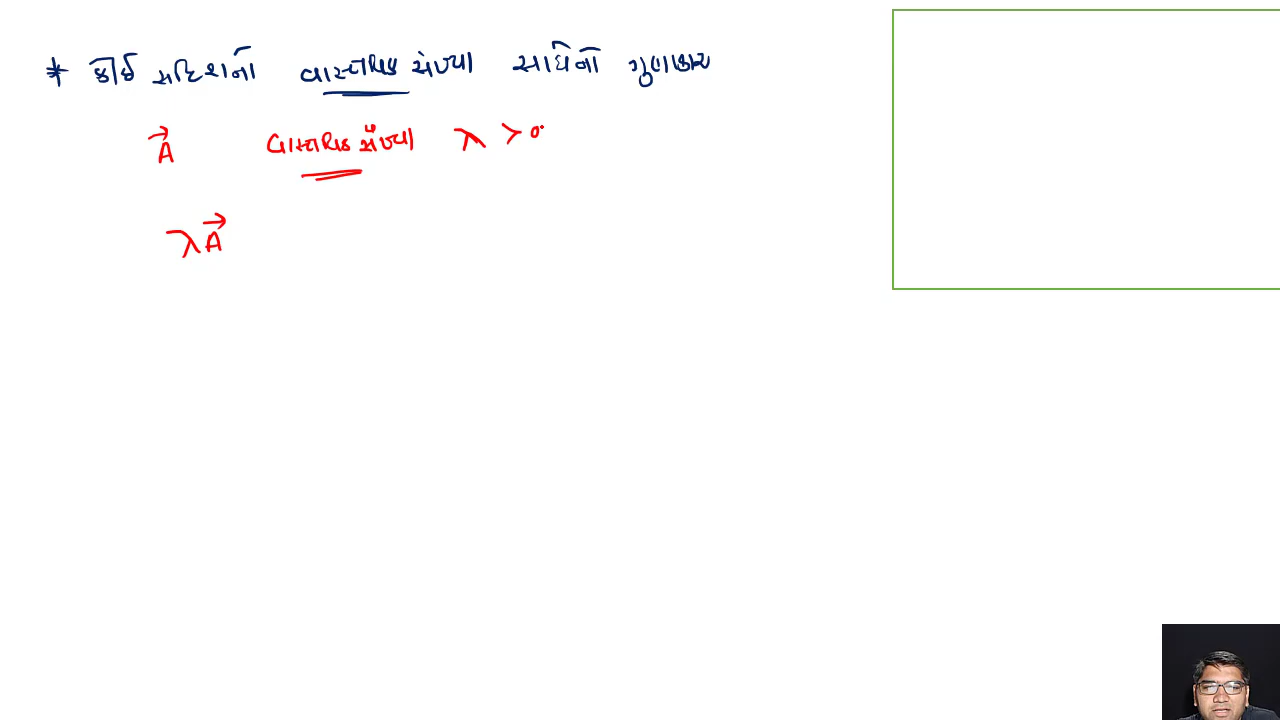 * કોઈ સદિશનો વાસ્તવિક સંખ્યા સાથેનો ગુણાકાર
A⃗ વાસ્તવિક સંખ્યા λ > 0
λA⃗